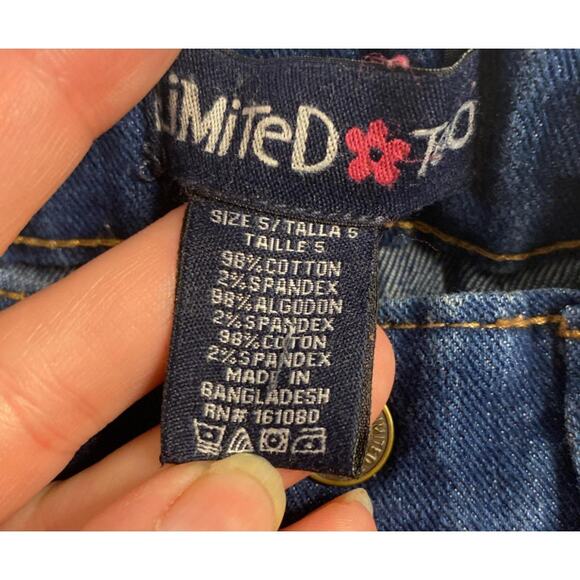 LiMiTeD TOO
SIZE 5/TALLA 5
TAILLE 5
98% COTTON
2% SPANDEX
98% ALGODON
2% SPANDEX
98% COTON
2% SPANDEX
MADE IN
BANGLADESH
RN# 161080